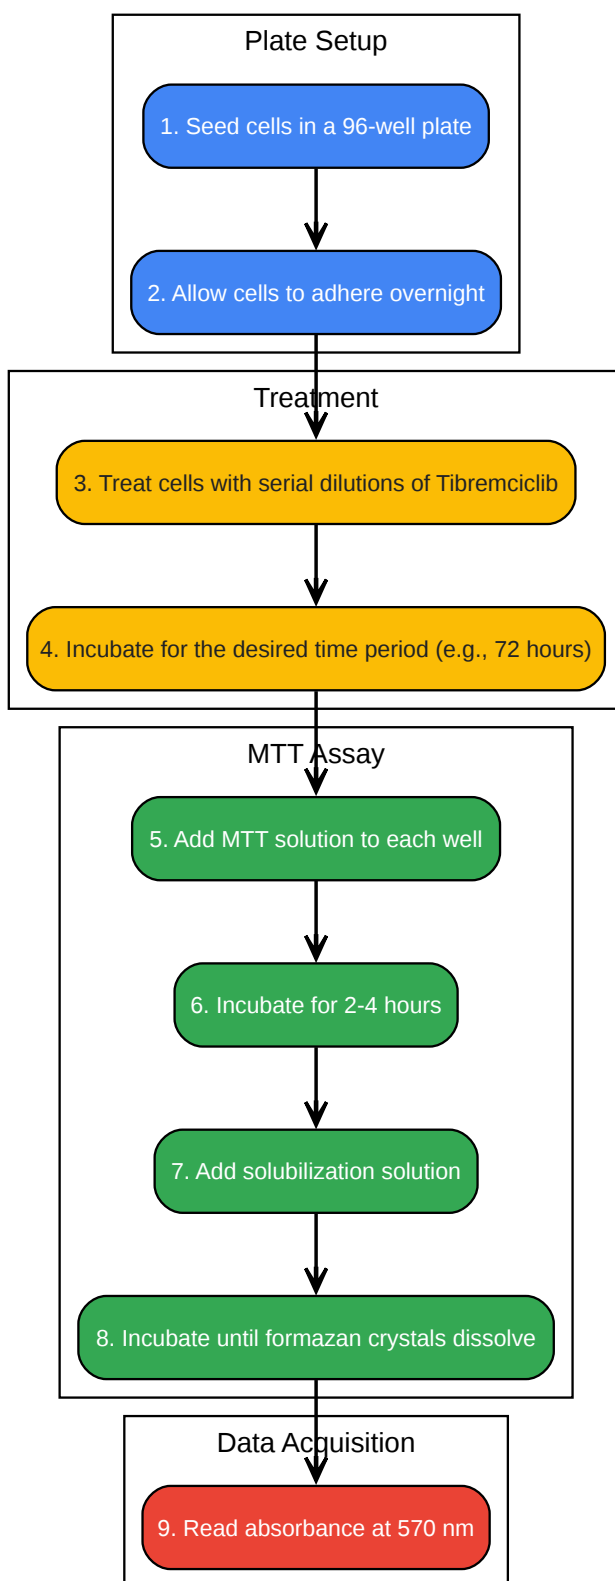 Plate Setup
1. Seed cells in a 96-well plate
2. Allow cells to adhere overnight
Treatment
3. Treat cells with serial dilutions of Tibremciclib
4. Incubate for the desired time period (e.g., 72 hours)
MTT Assay
5. Add MTT solution to each well
6. Incubate for 2-4 hours
7. Add solubilization solution
8. Incubate until formazan crystals dissolve
Data Acquisition
9. Read absorbance at 570 nm